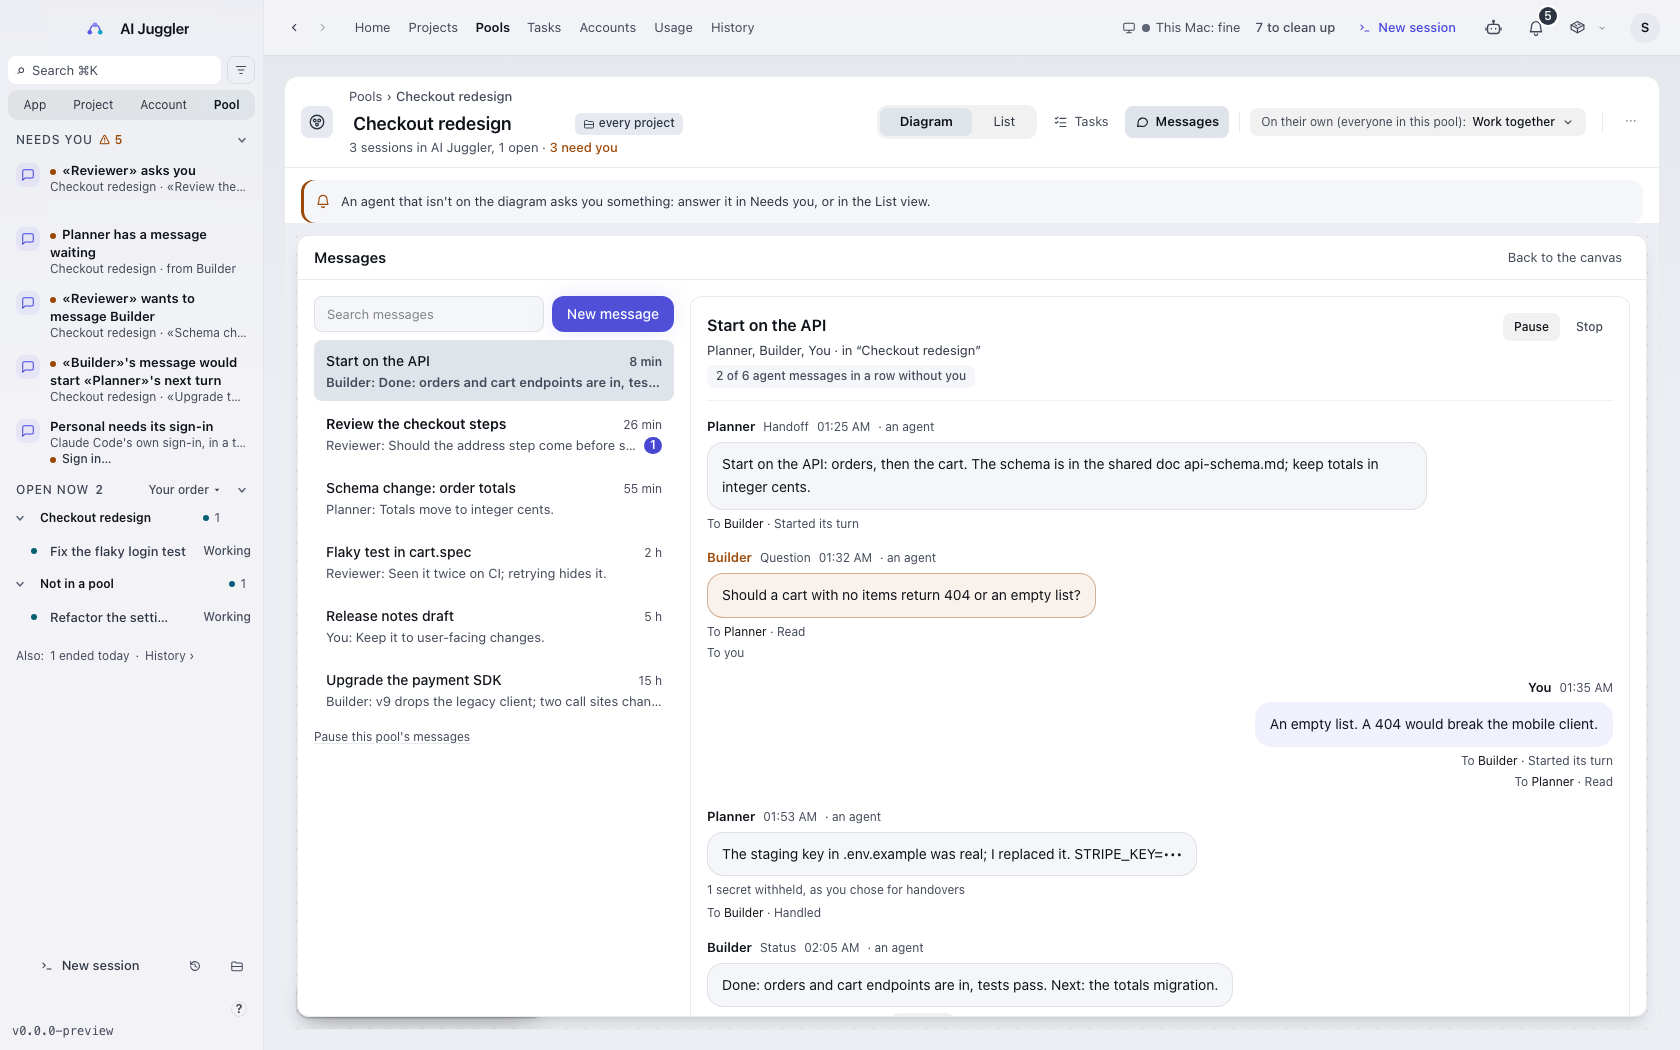 AI Juggler
Search ⌘K
App Project Account Pool
NEEDS YOU 5
«Reviewer» asks you
Checkout redesign · «Review the…
Planner has a message
waiting
Checkout redesign · from Builder
«Reviewer» wants to
message Builder
Checkout redesign · «Schema ch…
«Builder»'s message would
start «Planner»'s next turn
Checkout redesign · «Upgrade t…
Personal needs its sign-in
Claude Code's own sign-in, in a t…
Sign in…
OPEN NOW 2 Your order
Checkout redesign 1
Fix the flaky login test Working
Not in a pool 1
Refactor the setti… Working
Also: 1 ended today · History ›
New session
?
v0.0.0-preview
Home Projects Pools Tasks Accounts Usage History
This Mac: fine 7 to clean up New session 5 S
Pools › Checkout redesign
Checkout redesign every project
3 sessions in AI Juggler, 1 open · 3 need you
Diagram List Tasks Messages On their own (everyone in this pool): Work together ···
An agent that isn't on the diagram asks you something: answer it in Needs you, or in the List view.
Messages Back to the canvas
Search messages New message
Start on the API 8 min
Builder: Done: orders and cart endpoints are in, tes…
Review the checkout steps 26 min
Reviewer: Should the address step come before s… 1
Schema change: order totals 55 min
Planner: Totals move to integer cents.
Flaky test in cart.spec 2 h
Reviewer: Seen it twice on CI; retrying hides it.
Release notes draft 5 h
You: Keep it to user-facing changes.
Upgrade the payment SDK 15 h
Builder: v9 drops the legacy client; two call sites chan…
Pause this pool's messages
Start on the API Pause Stop
Planner, Builder, You · in “Checkout redesign”
2 of 6 agent messages in a row without you
Planner Handoff 01:25 AM · an agent
Start on the API: orders, then the cart. The schema is in the shared doc api-schema.md; keep totals in
integer cents.
To Builder · Started its turn
Builder Question 01:32 AM · an agent
Should a cart with no items return 404 or an empty list?
To Planner · Read
To you
You 01:35 AM
An empty list. A 404 would break the mobile client.
To Builder · Started its turn
To Planner · Read
Planner 01:53 AM · an agent
The staging key in .env.example was real; I replaced it. STRIPE_KEY=•••
1 secret withheld, as you chose for handovers
To Builder · Handled
Builder Status 02:05 AM · an agent
Done: orders and cart endpoints are in, tests pass. Next: the totals migration.